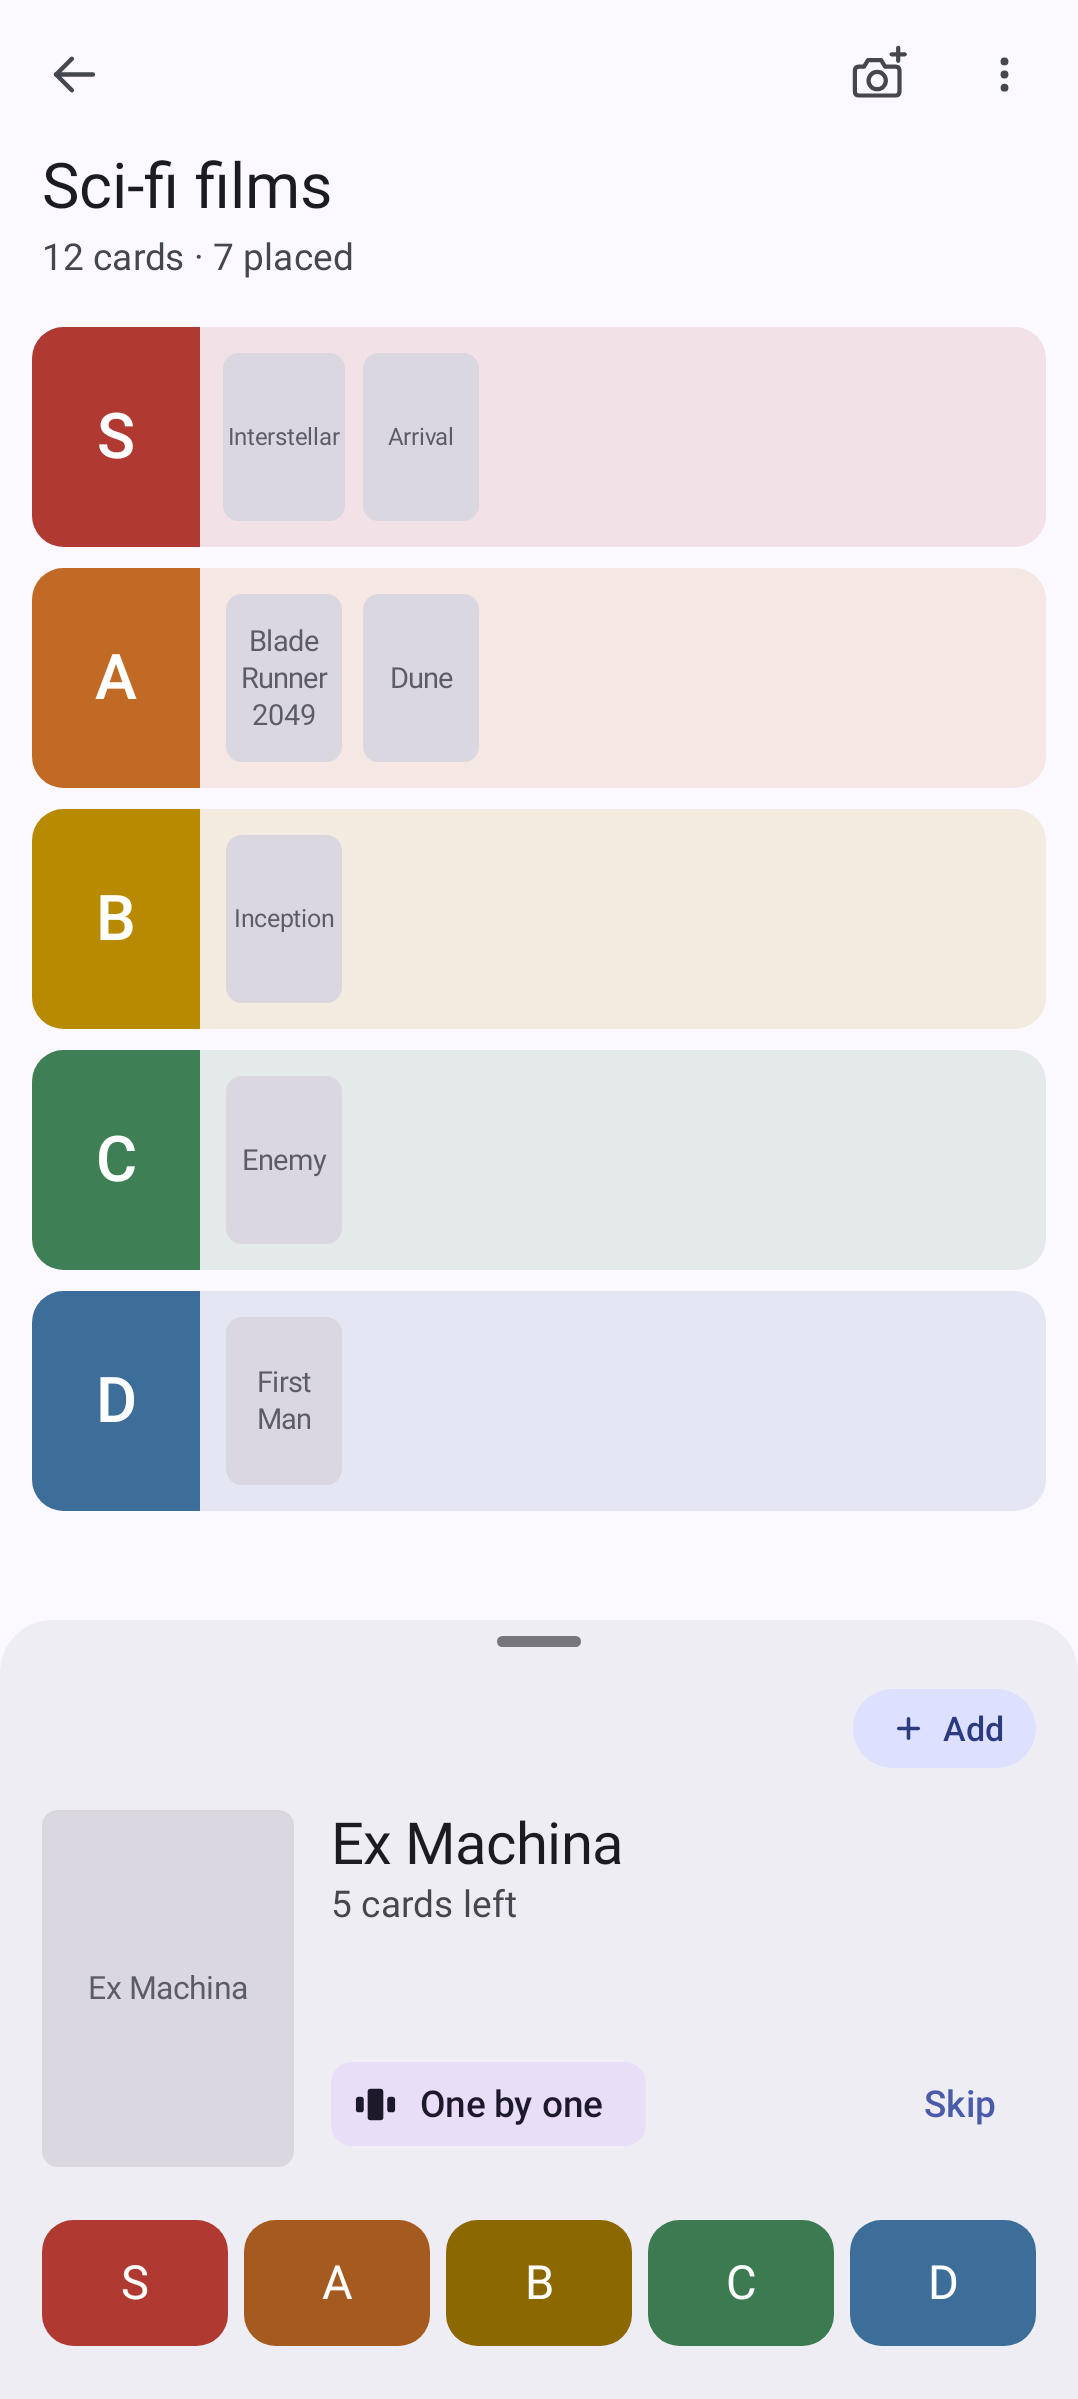 Sci-fi films
12 cards · 7 placed
S
Interstellar
Arrival
A
Blade
Runner
2049
Dune
B
Inception
C
Enemy
D
First
Man
+ Add
Ex Machina
Ex Machina
5 cards left
One by one
Skip
S
A
B
C
D